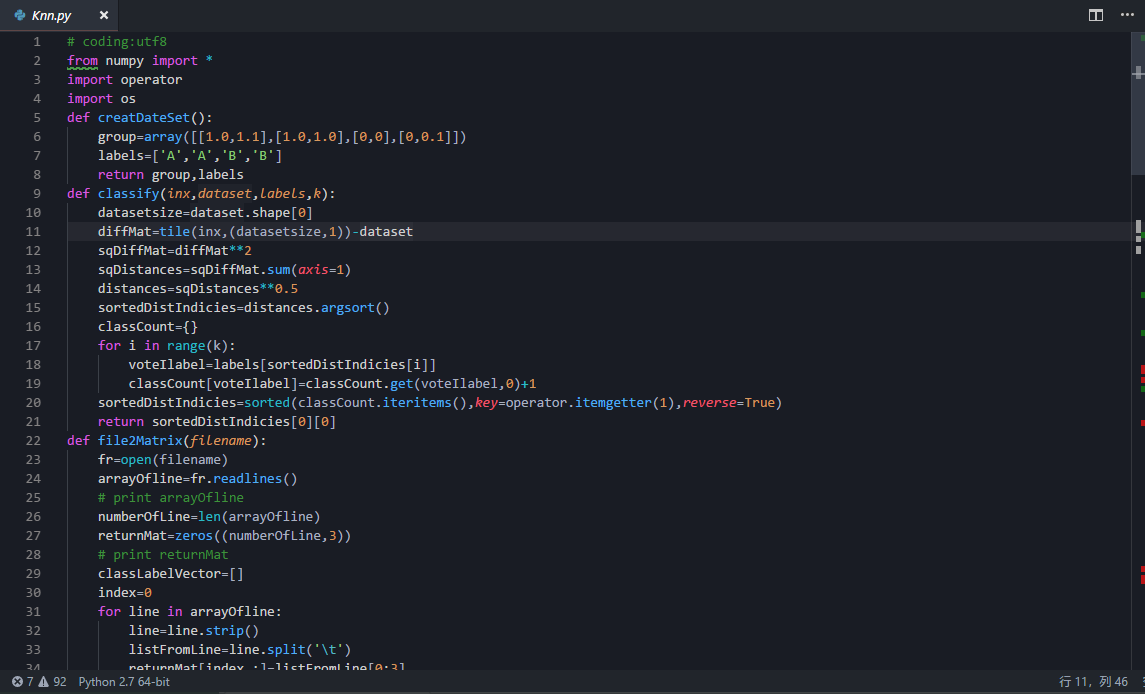 Knn.py
1 # coding:utf8
2 from numpy import *
3 import operator
4 import os
5 def creatDateSet():
6     group=array([[1.0,1.1],[1.0,1.0],[0,0],[0,0.1]])
7     labels=['A','A','B','B']
8     return group,labels
9 def classify(inx,dataset,labels,k):
10     datasetsize=dataset.shape[0]
11     diffMat=tile(inx,(datasetsize,1))-dataset
12     sqDiffMat=diffMat**2
13     sqDistances=sqDiffMat.sum(axis=1)
14     distances=sqDistances**0.5
15     sortedDistIndicies=distances.argsort()
16     classCount={}
17     for i in range(k):
18         voteIlabel=labels[sortedDistIndicies[i]]
19         classCount[voteIlabel]=classCount.get(voteIlabel,0)+1
20     sortedDistIndicies=sorted(classCount.iteritems(),key=operator.itemgetter(1),reverse=True)
21     return sortedDistIndicies[0][0]
22 def file2Matrix(filename):
23     fr=open(filename)
24     arrayOfline=fr.readlines()
25     # print arrayOfline
26     numberOfLine=len(arrayOfline)
27     returnMat=zeros((numberOfLine,3))
28     # print returnMat
29     classLabelVector=[]
30     index=0
31     for line in arrayOfline:
32         line=line.strip()
33         listFromLine=line.split('\t')
34         returnMat[index,:]=listFromLine[0:3]
7 92 Python 2.7 64-bit 行 11，列 46